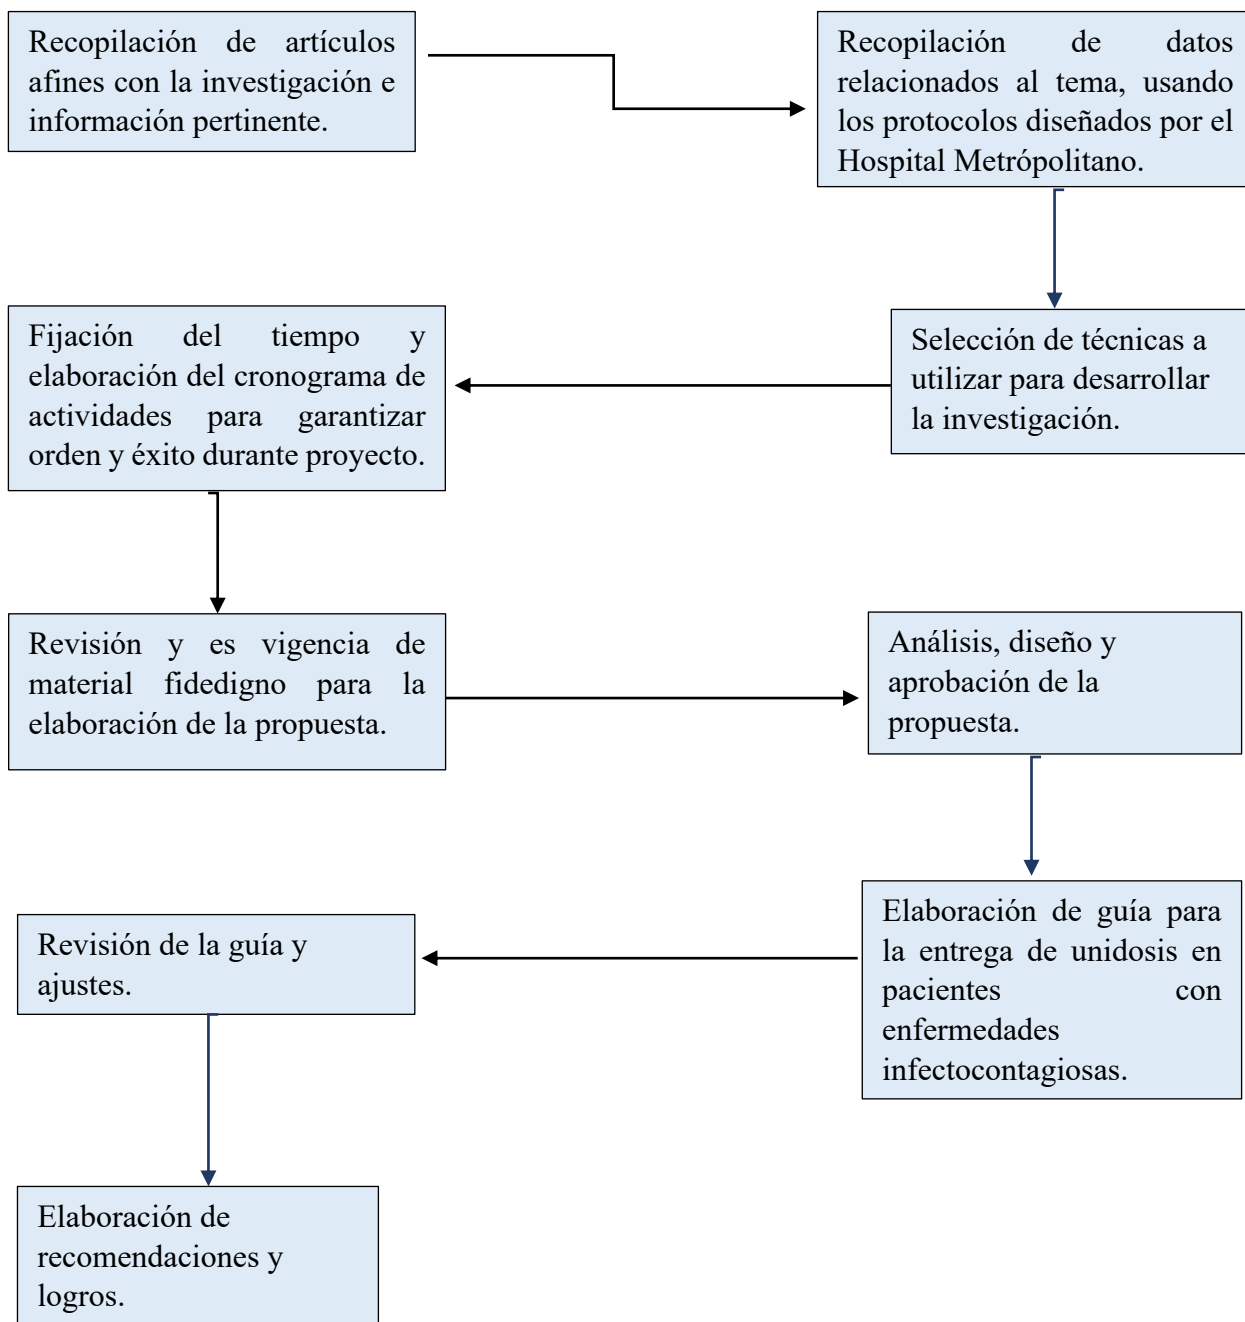 Recopilación de artículos
afines con la investigación e
información pertinente.
Recopilación de datos
relacionados al tema, usando
los protocolos diseñados por el
Hospital Metrópolitano.
Selección de técnicas a
utilizar para desarrollar
la investigación.
Fijación del tiempo y
elaboración del cronograma de
actividades para garantizar
orden y éxito durante proyecto.
Revisión y es vigencia de
material fidedigno para la
elaboración de la propuesta.
Análisis, diseño y
aprobación de la
propuesta.
Elaboración de guía para
la entrega de unidosis en
pacientes con
enfermedades
infectocontagiosas.
Revisión de la guía y
ajustes.
Elaboración de
recomendaciones y
logros.